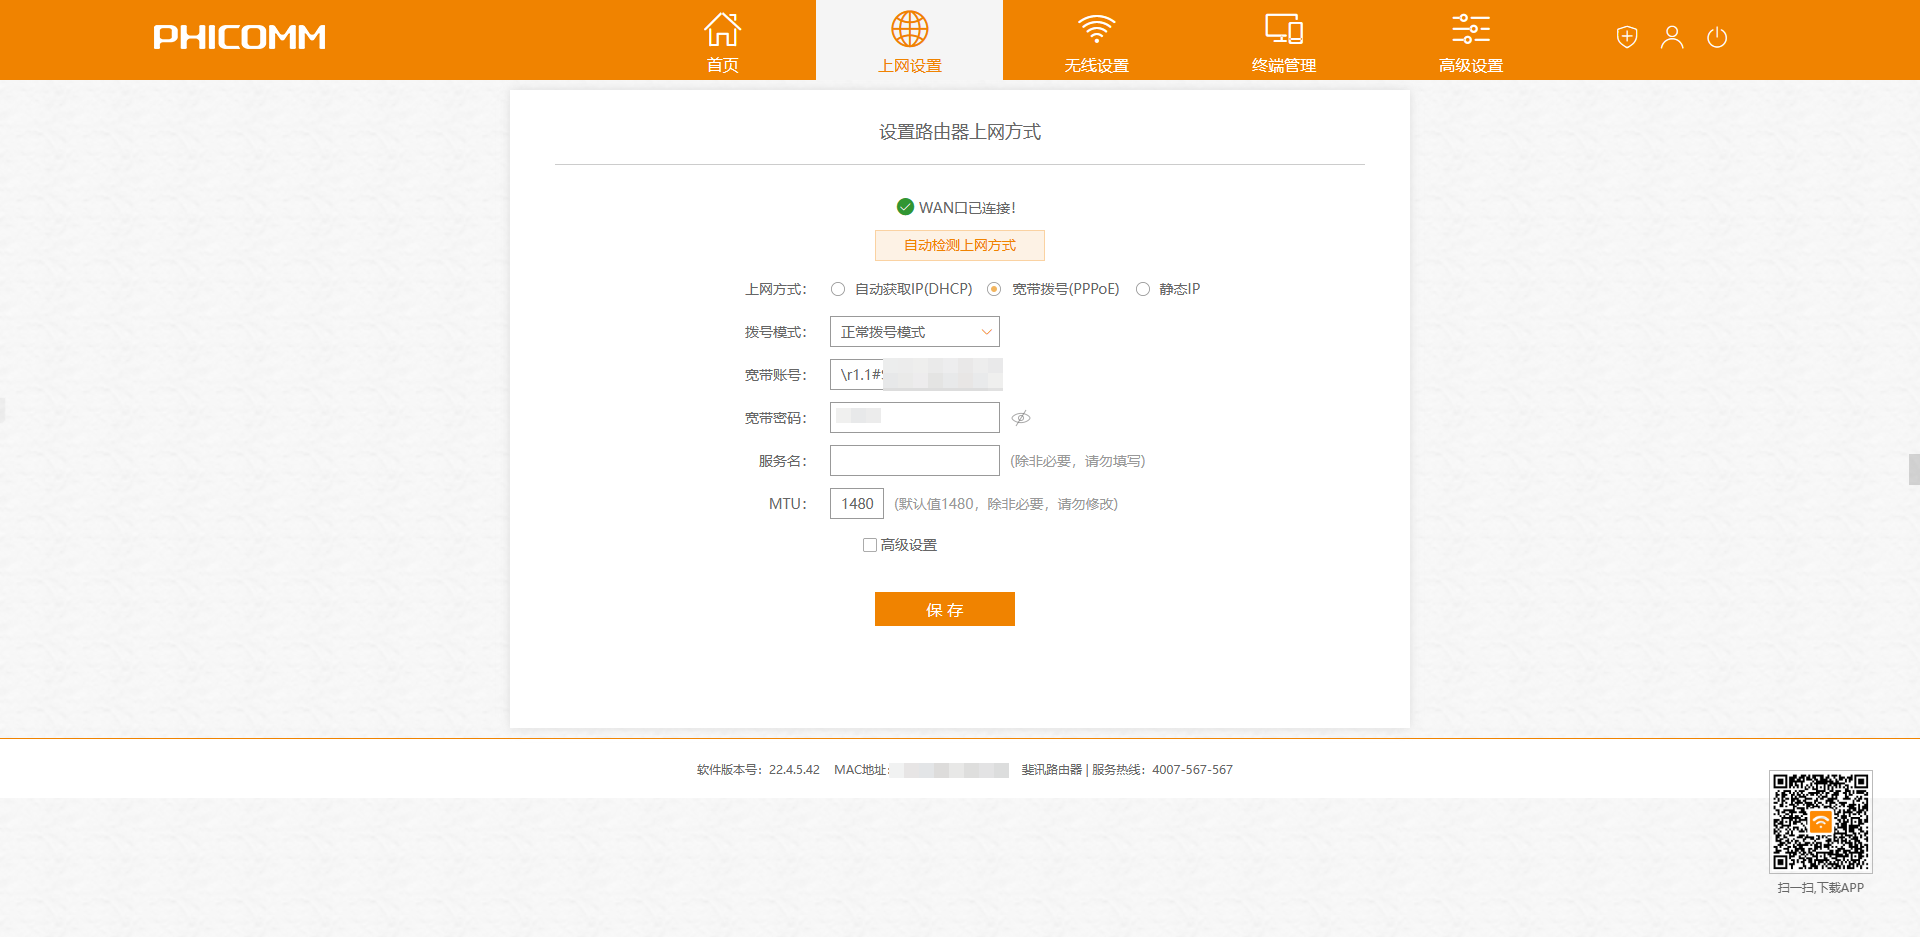 PHICOMM
首页
上网设置
无线设置
终端管理
高级设置
设置路由器上网方式
WAN口已连接!
自动检测上网方式
上网方式: 自动获取IP(DHCP) 宽带拨号(PPPoE) 静态IP
拨号模式: 正常拨号模式
宽带账号: \r1.1#
宽带密码:
服务名: (除非必要，请勿填写)
MTU: 1480 (默认值1480，除非必要，请勿修改)
高级设置
保 存
软件版本号: 22.4.5.42 MAC地址: 斐讯路由器 | 服务热线: 4007-567-567
扫一扫,下载APP